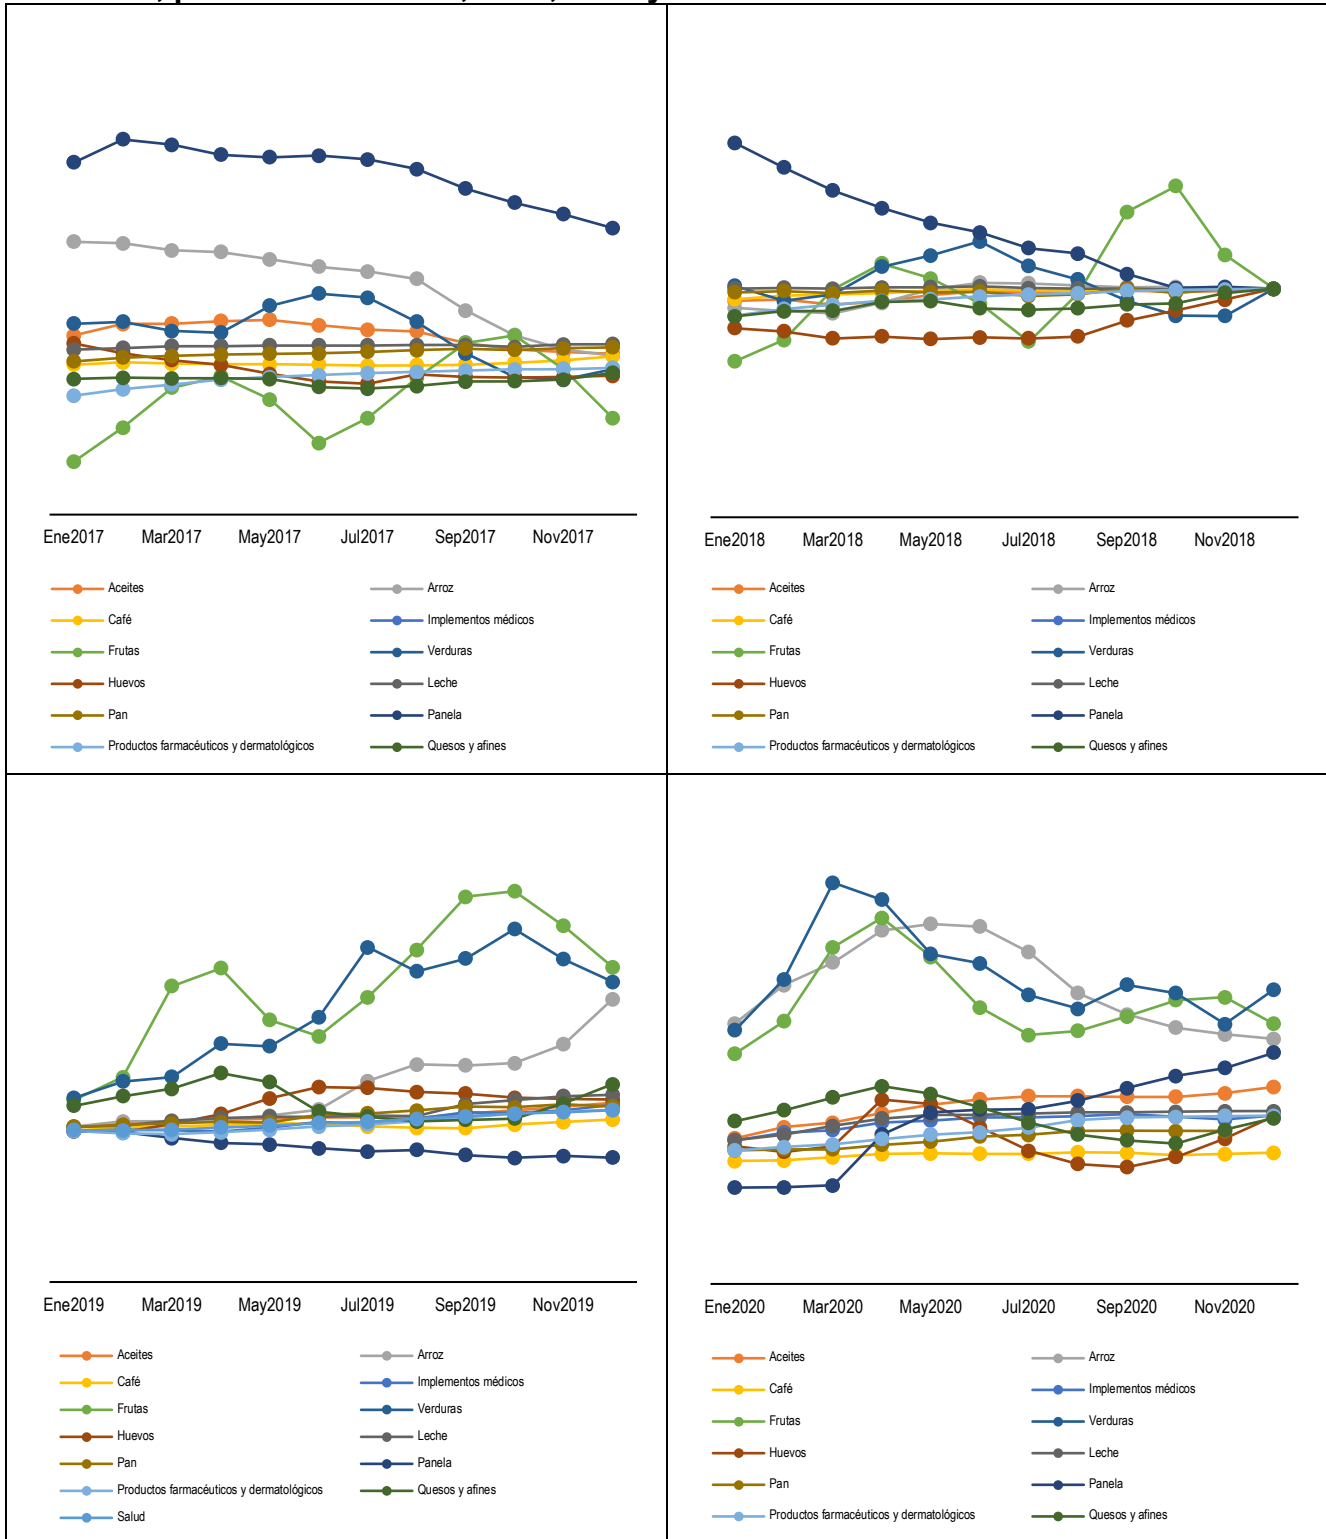 Ene2017 Mar2017 May2017 Jul2017 Sep2017 Nov2017
Aceites Arroz
Café Implementos médicos
Frutas Verduras
Huevos Leche
Pan Panela
Productos farmacéuticos y dermatológicos Quesos y afines
Ene2018 Mar2018 May2018 Jul2018 Sep2018 Nov2018
Aceites Arroz
Café Implementos médicos
Frutas Verduras
Huevos Leche
Pan Panela
Productos farmacéuticos y dermatológicos Quesos y afines
Ene2019 Mar2019 May2019 Jul2019 Sep2019 Nov2019
Aceites Arroz
Café Implementos médicos
Frutas Verduras
Huevos Leche
Pan Panela
Productos farmacéuticos y dermatológicos Quesos y afines
Salud
Ene2020 Mar2020 May2020 Jul2020 Sep2020 Nov2020
Aceites Arroz
Café Implementos médicos
Frutas Verduras
Huevos Leche
Pan Panela
Productos farmacéuticos y dermatológicos Quesos y afines